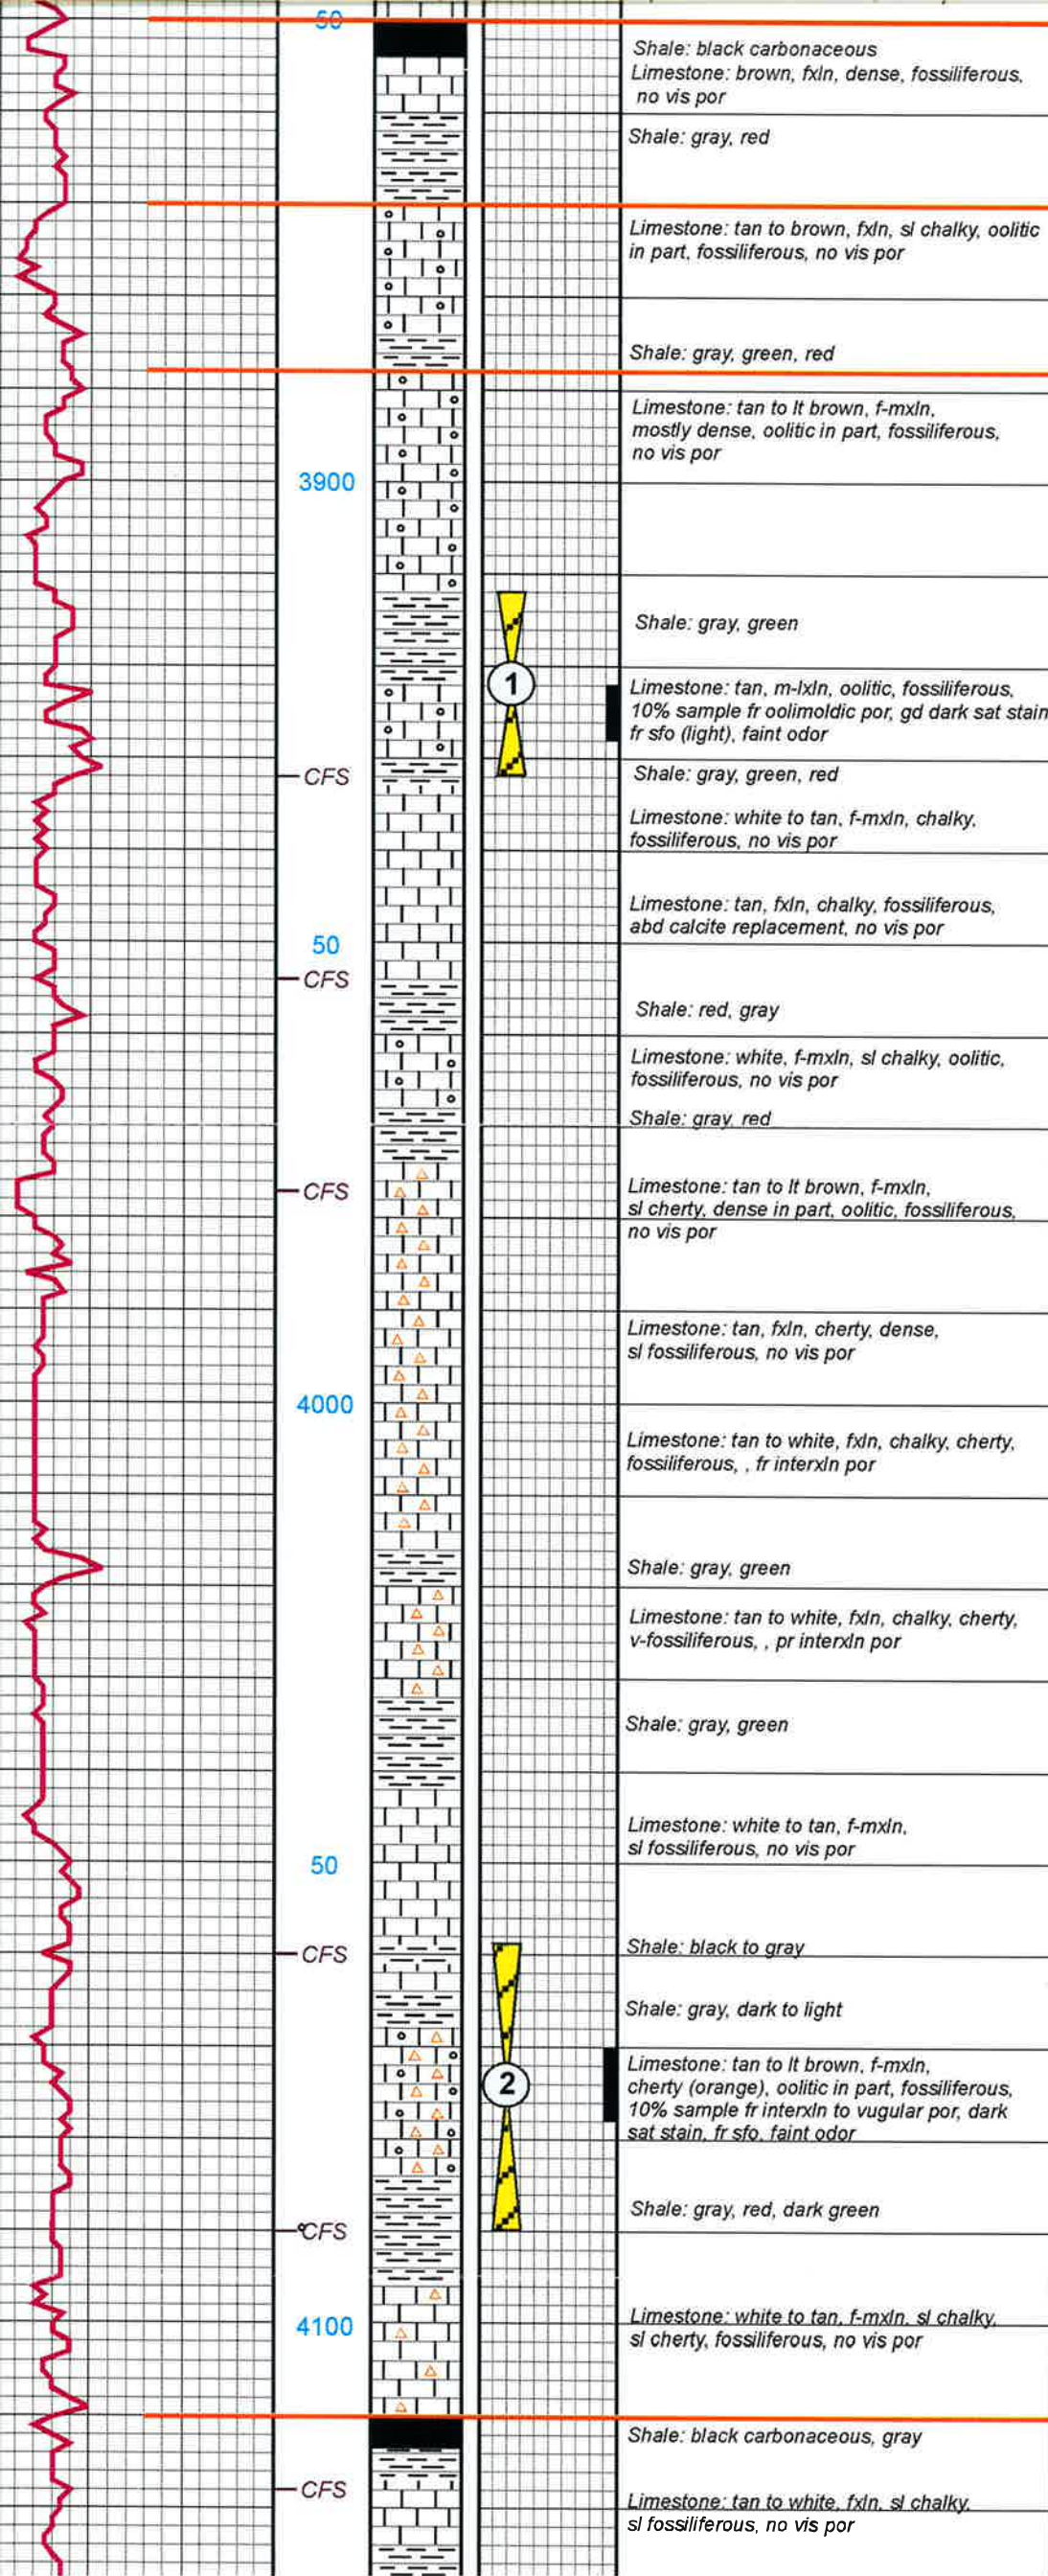 50
Shale: black carbonaceous
Limestone: brown, fxln, dense, fossiliferous,
no vis por
Shale: gray, red
Limestone: tan to brown, fxln, sl chalky, oolitic
in part, fossiliferous, no vis por
Shale: gray, green, red
Limestone: tan to lt brown, f-mxln,
mostly dense, oolitic in part, fossiliferous,
no vis por
3900
Shale: gray, green
1
Limestone: tan, m-lxln, oolitic, fossiliferous,
10% sample fr oolimoldic por, gd dark sat stain
fr sfo (light), faint odor
CFS
Shale: gray, green, red
Limestone: white to tan, f-mxln, chalky,
fossiliferous, no vis por
Limestone: tan, fxln, chalky, fossiliferous,
abd calcite replacement, no vis por
50
CFS
Shale: red, gray
Limestone: white, f-mxln, sl chalky, oolitic,
fossiliferous, no vis por
Shale: gray, red
CFS
Limestone: tan to lt brown, f-mxln,
sl cherty, dense in part, oolitic, fossiliferous,
no vis por
Limestone: tan, fxln, cherty, dense,
sl fossiliferous, no vis por
4000
Limestone: tan to white, fxln, chalky, cherty,
fossiliferous, , fr interxln por
Shale: gray, green
Limestone: tan to white, fxln, chalky, cherty,
v-fossiliferous, , pr interxln por
Shale: gray, green
Limestone: white to tan, f-mxln,
sl fossiliferous, no vis por
50
CFS
Shale: black to gray
Shale: gray, dark to light
2
Limestone: tan to lt brown, f-mxln,
cherty (orange), oolitic in part, fossiliferous,
10% sample fr interxln to vugular por, dark
sat stain, fr sfo, faint odor
Shale: gray, red, dark green
CFS
4100
Limestone: white to tan, f-mxln, sl chalky,
sl cherty, fossiliferous, no vis por
Shale: black carbonaceous, gray
CFS
Limestone: tan to white, fxln, sl chalky,
sl fossiliferous, no vis por